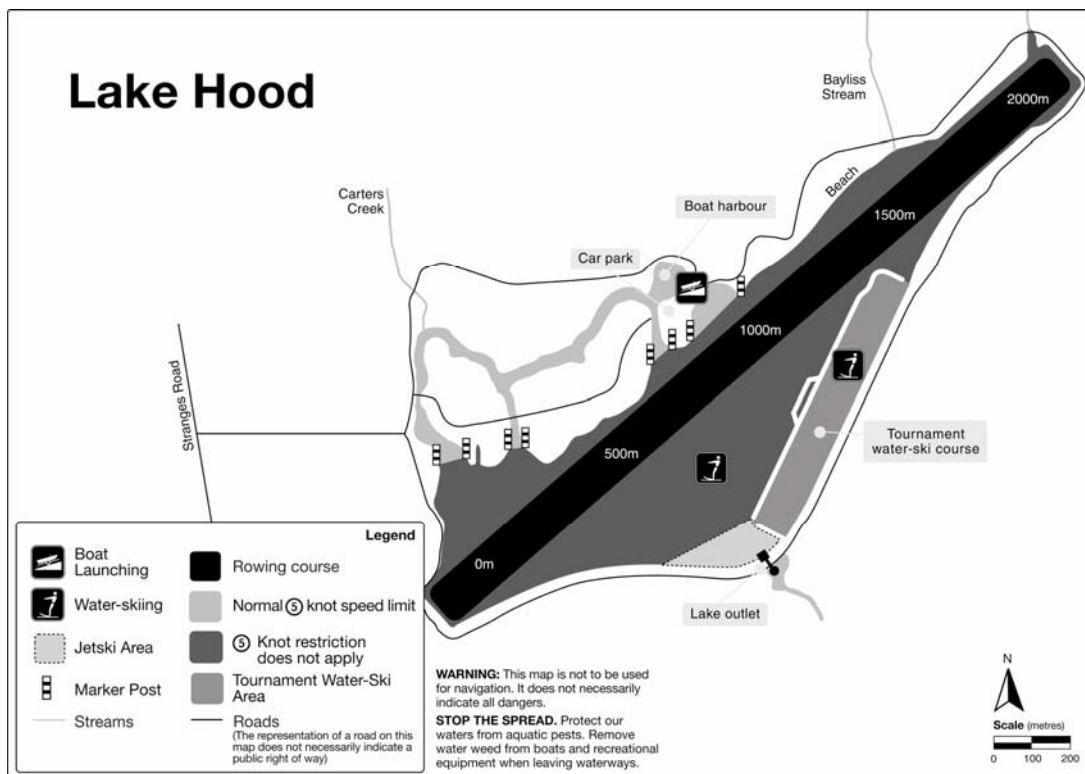 Lake Hood
Bayliss
Stream
2000m
Beach
Carters
Creek
Boat harbour
1500m
Car park
1000m
Stranges Road
500m
Tournament
water-ski course
0m
Lake outlet
Legend
Boat
Launching
Water-skiing
Jetski Area
Marker Post
Streams
Rowing course
Normal 5 knot speed limit
5 Knot restriction
does not apply
Tournament Water-Ski
Area
Roads
(The representation of a road on this
map does not necessarily indicate a
public right of way)
WARNING: This map is not to be used
for navigation. It does not necessarily
indicate all dangers.
STOP THE SPREAD. Protect our
waters from aquatic pests. Remove
water weed from boats and recreational
equipment when leaving waterways.
N
Scale (metres)
0 100 200